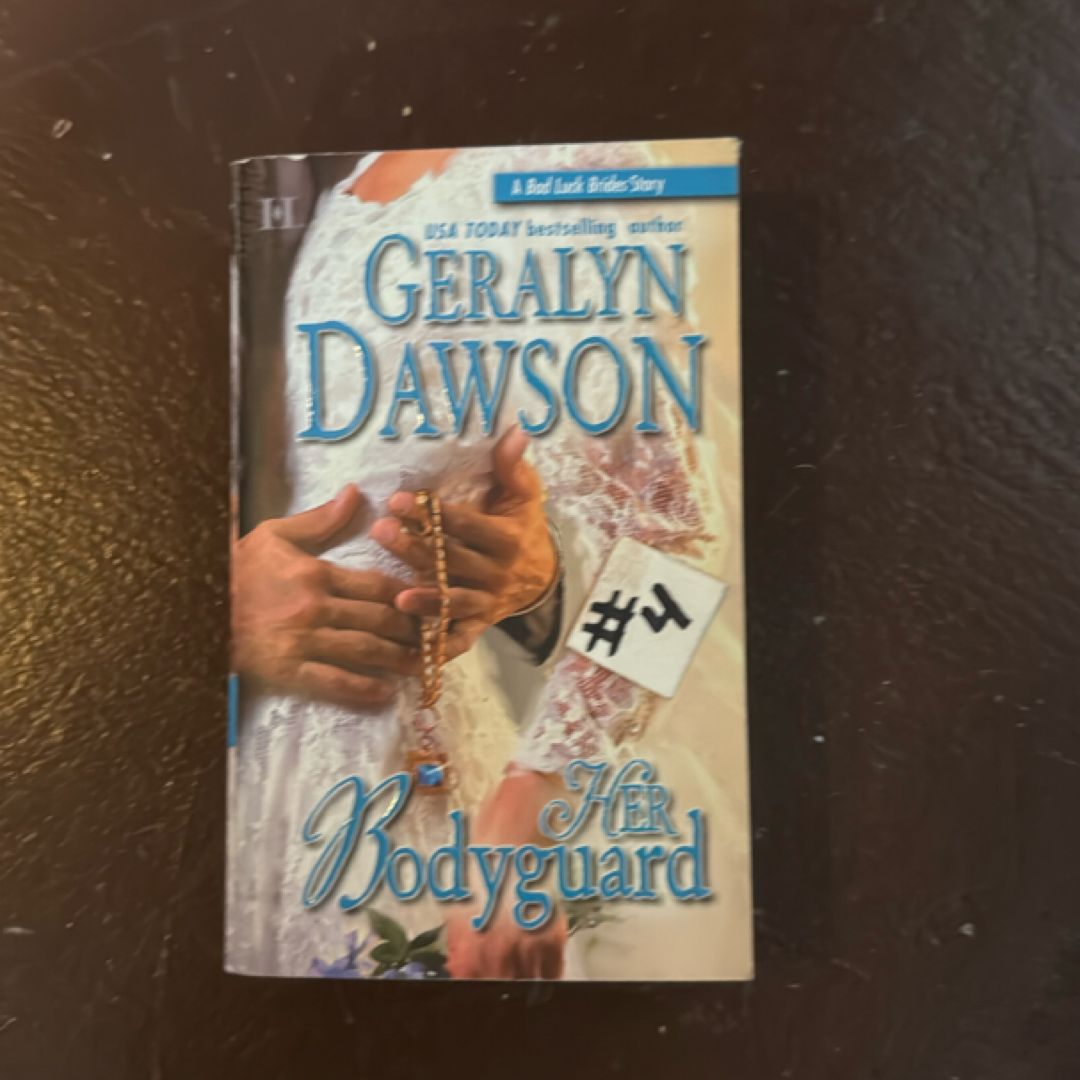 A Bad Luck Brides Story
H
USA TODAY bestselling author
GERALYN
DAWSON
#4
HER
Bodyguard